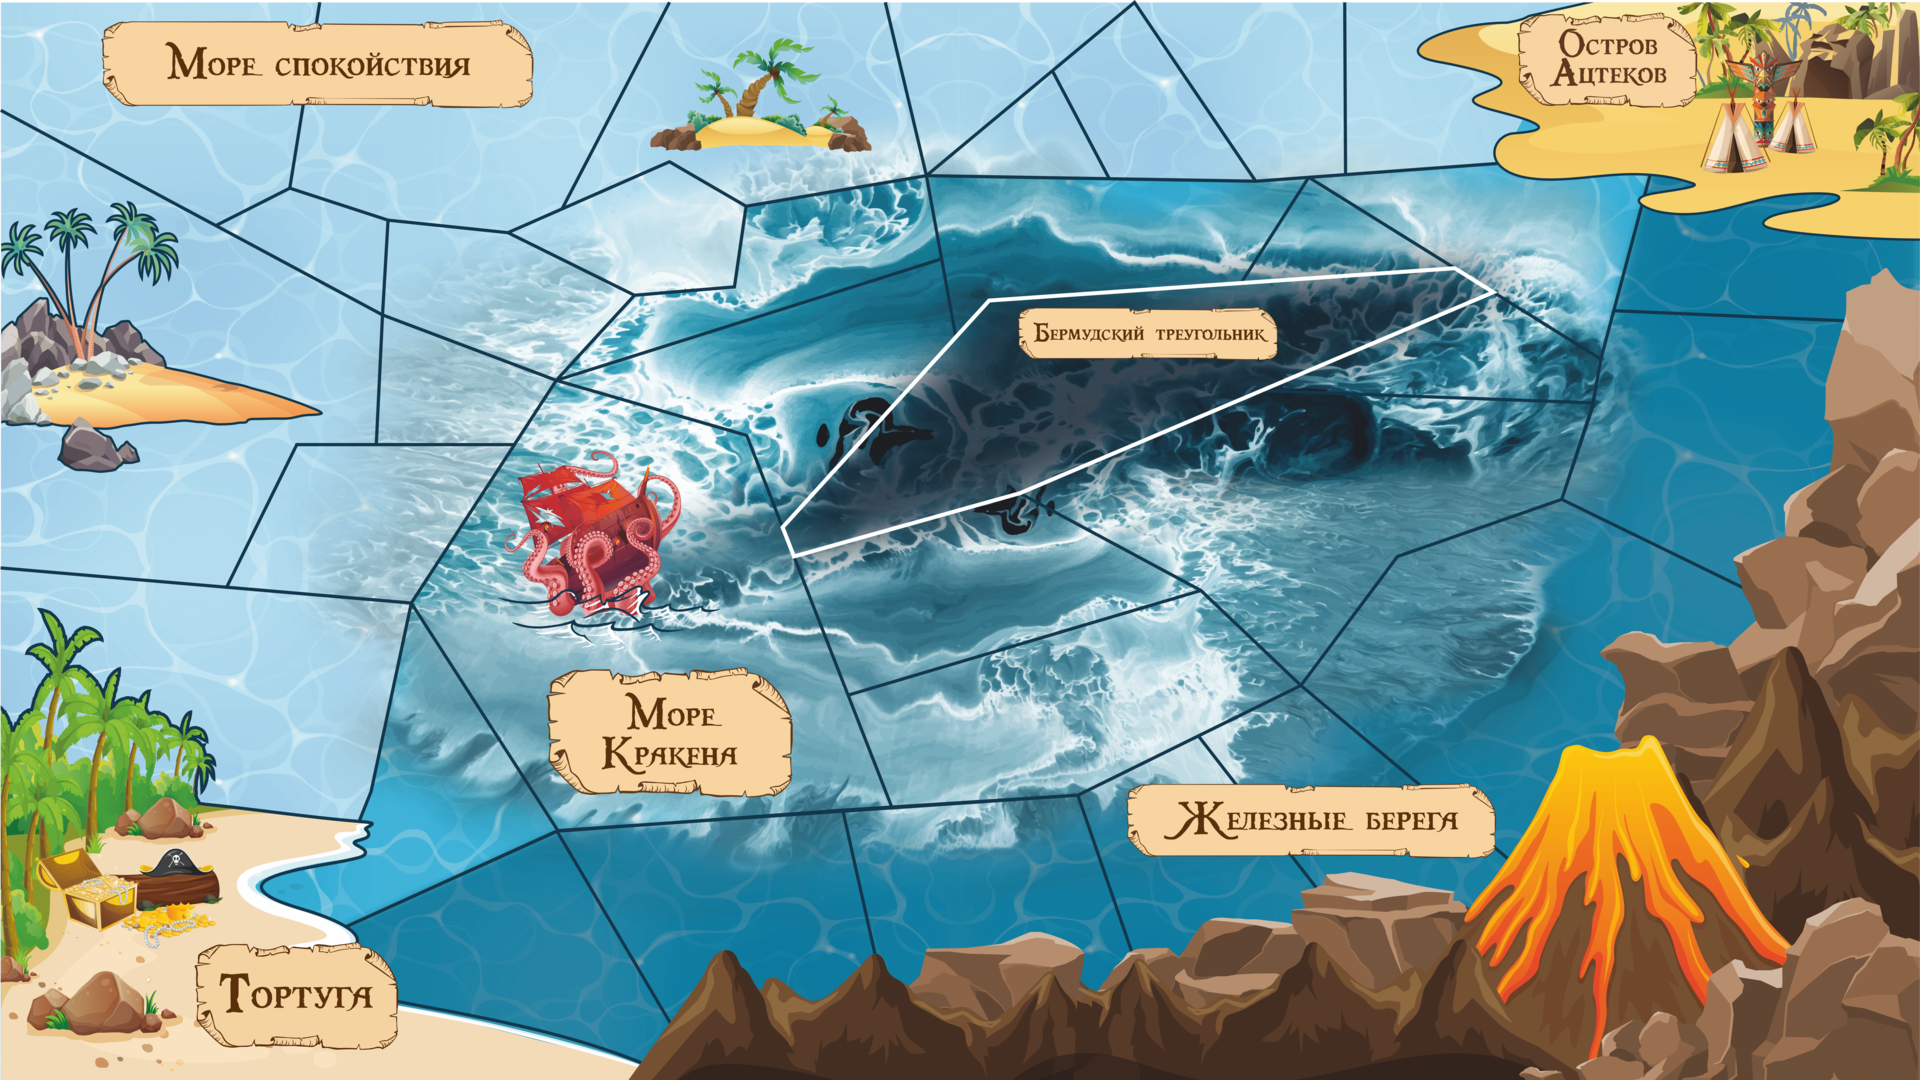 Море спокойствия
Остров
Ацтеков
Бермудский треугольник
Море
Кракена
Железные берега
Тортуга